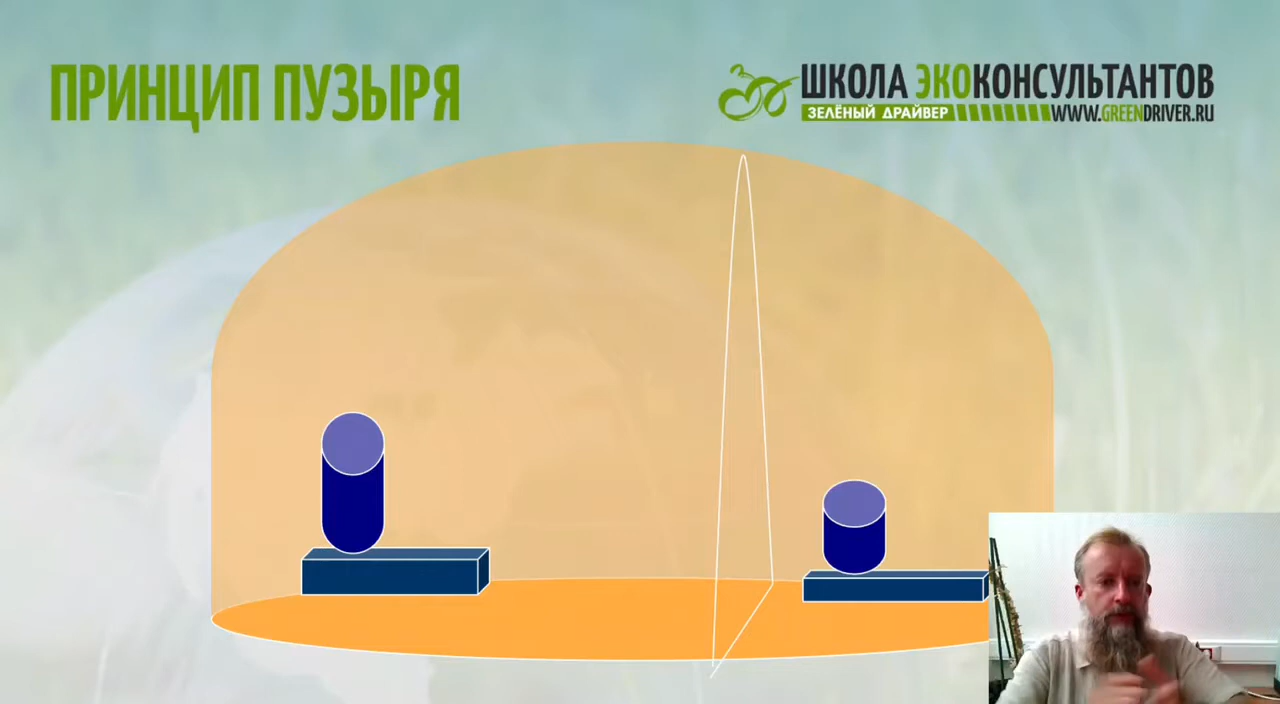 ПРИНЦИП ПУЗЫРЯ
ШКОЛА ЭКОКОНСУЛЬТАНТОВ
ЗЕЛЁНЫЙ ДРАЙВЕР WWW.GREENDRIVER.RU